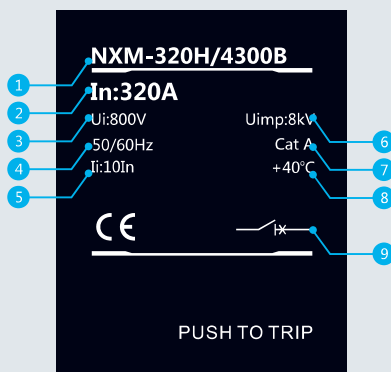 NXM-320H/4300B
1
In:320A
2
Ui:800V
Uimp:8kV
3
6
50/60Hz
Cat A
4
7
Ii:10In
+40°C
5
8
CE
9
PUSH TO TRIP